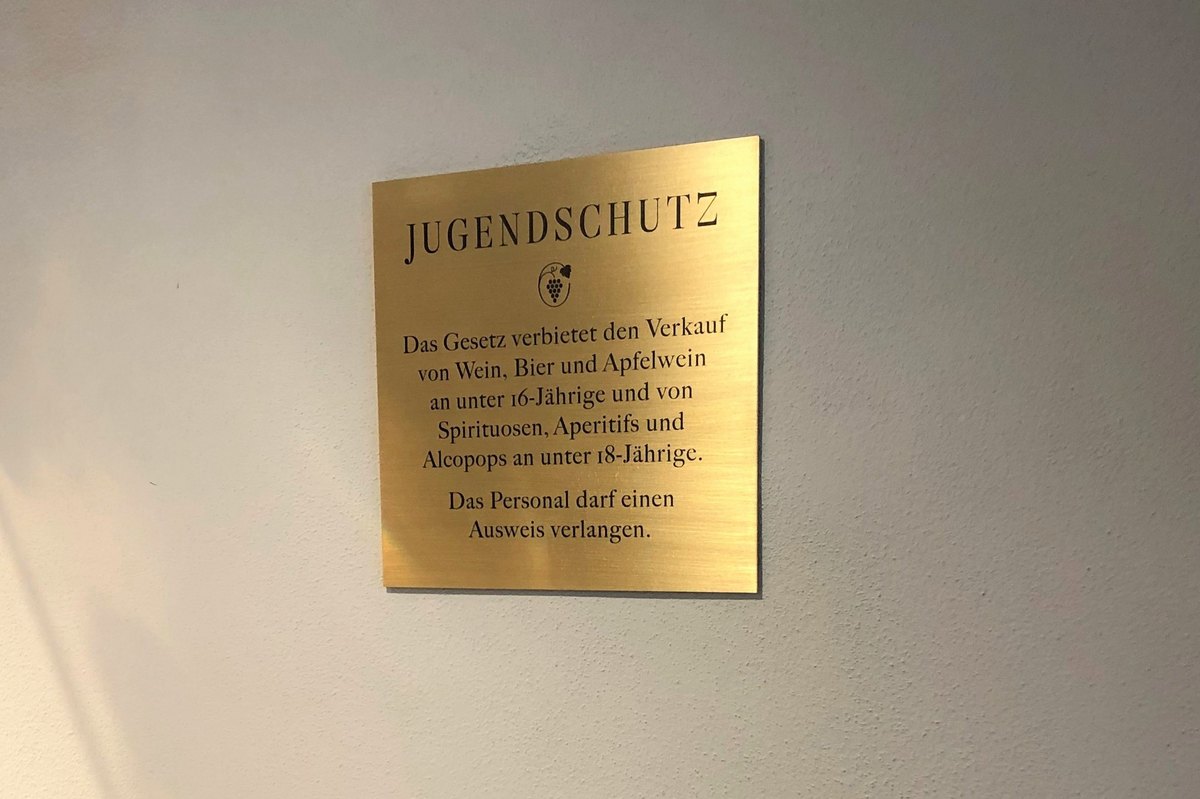 JUGENDSCHUTZ
Das Gesetz verbietet den Verkauf
von Wein, Bier und Apfelwein
an unter 16-Jährige und von
Spirituosen, Aperitifs und
Alcopops an unter 18-Jährige.
Das Personal darf einen
Ausweis verlangen.